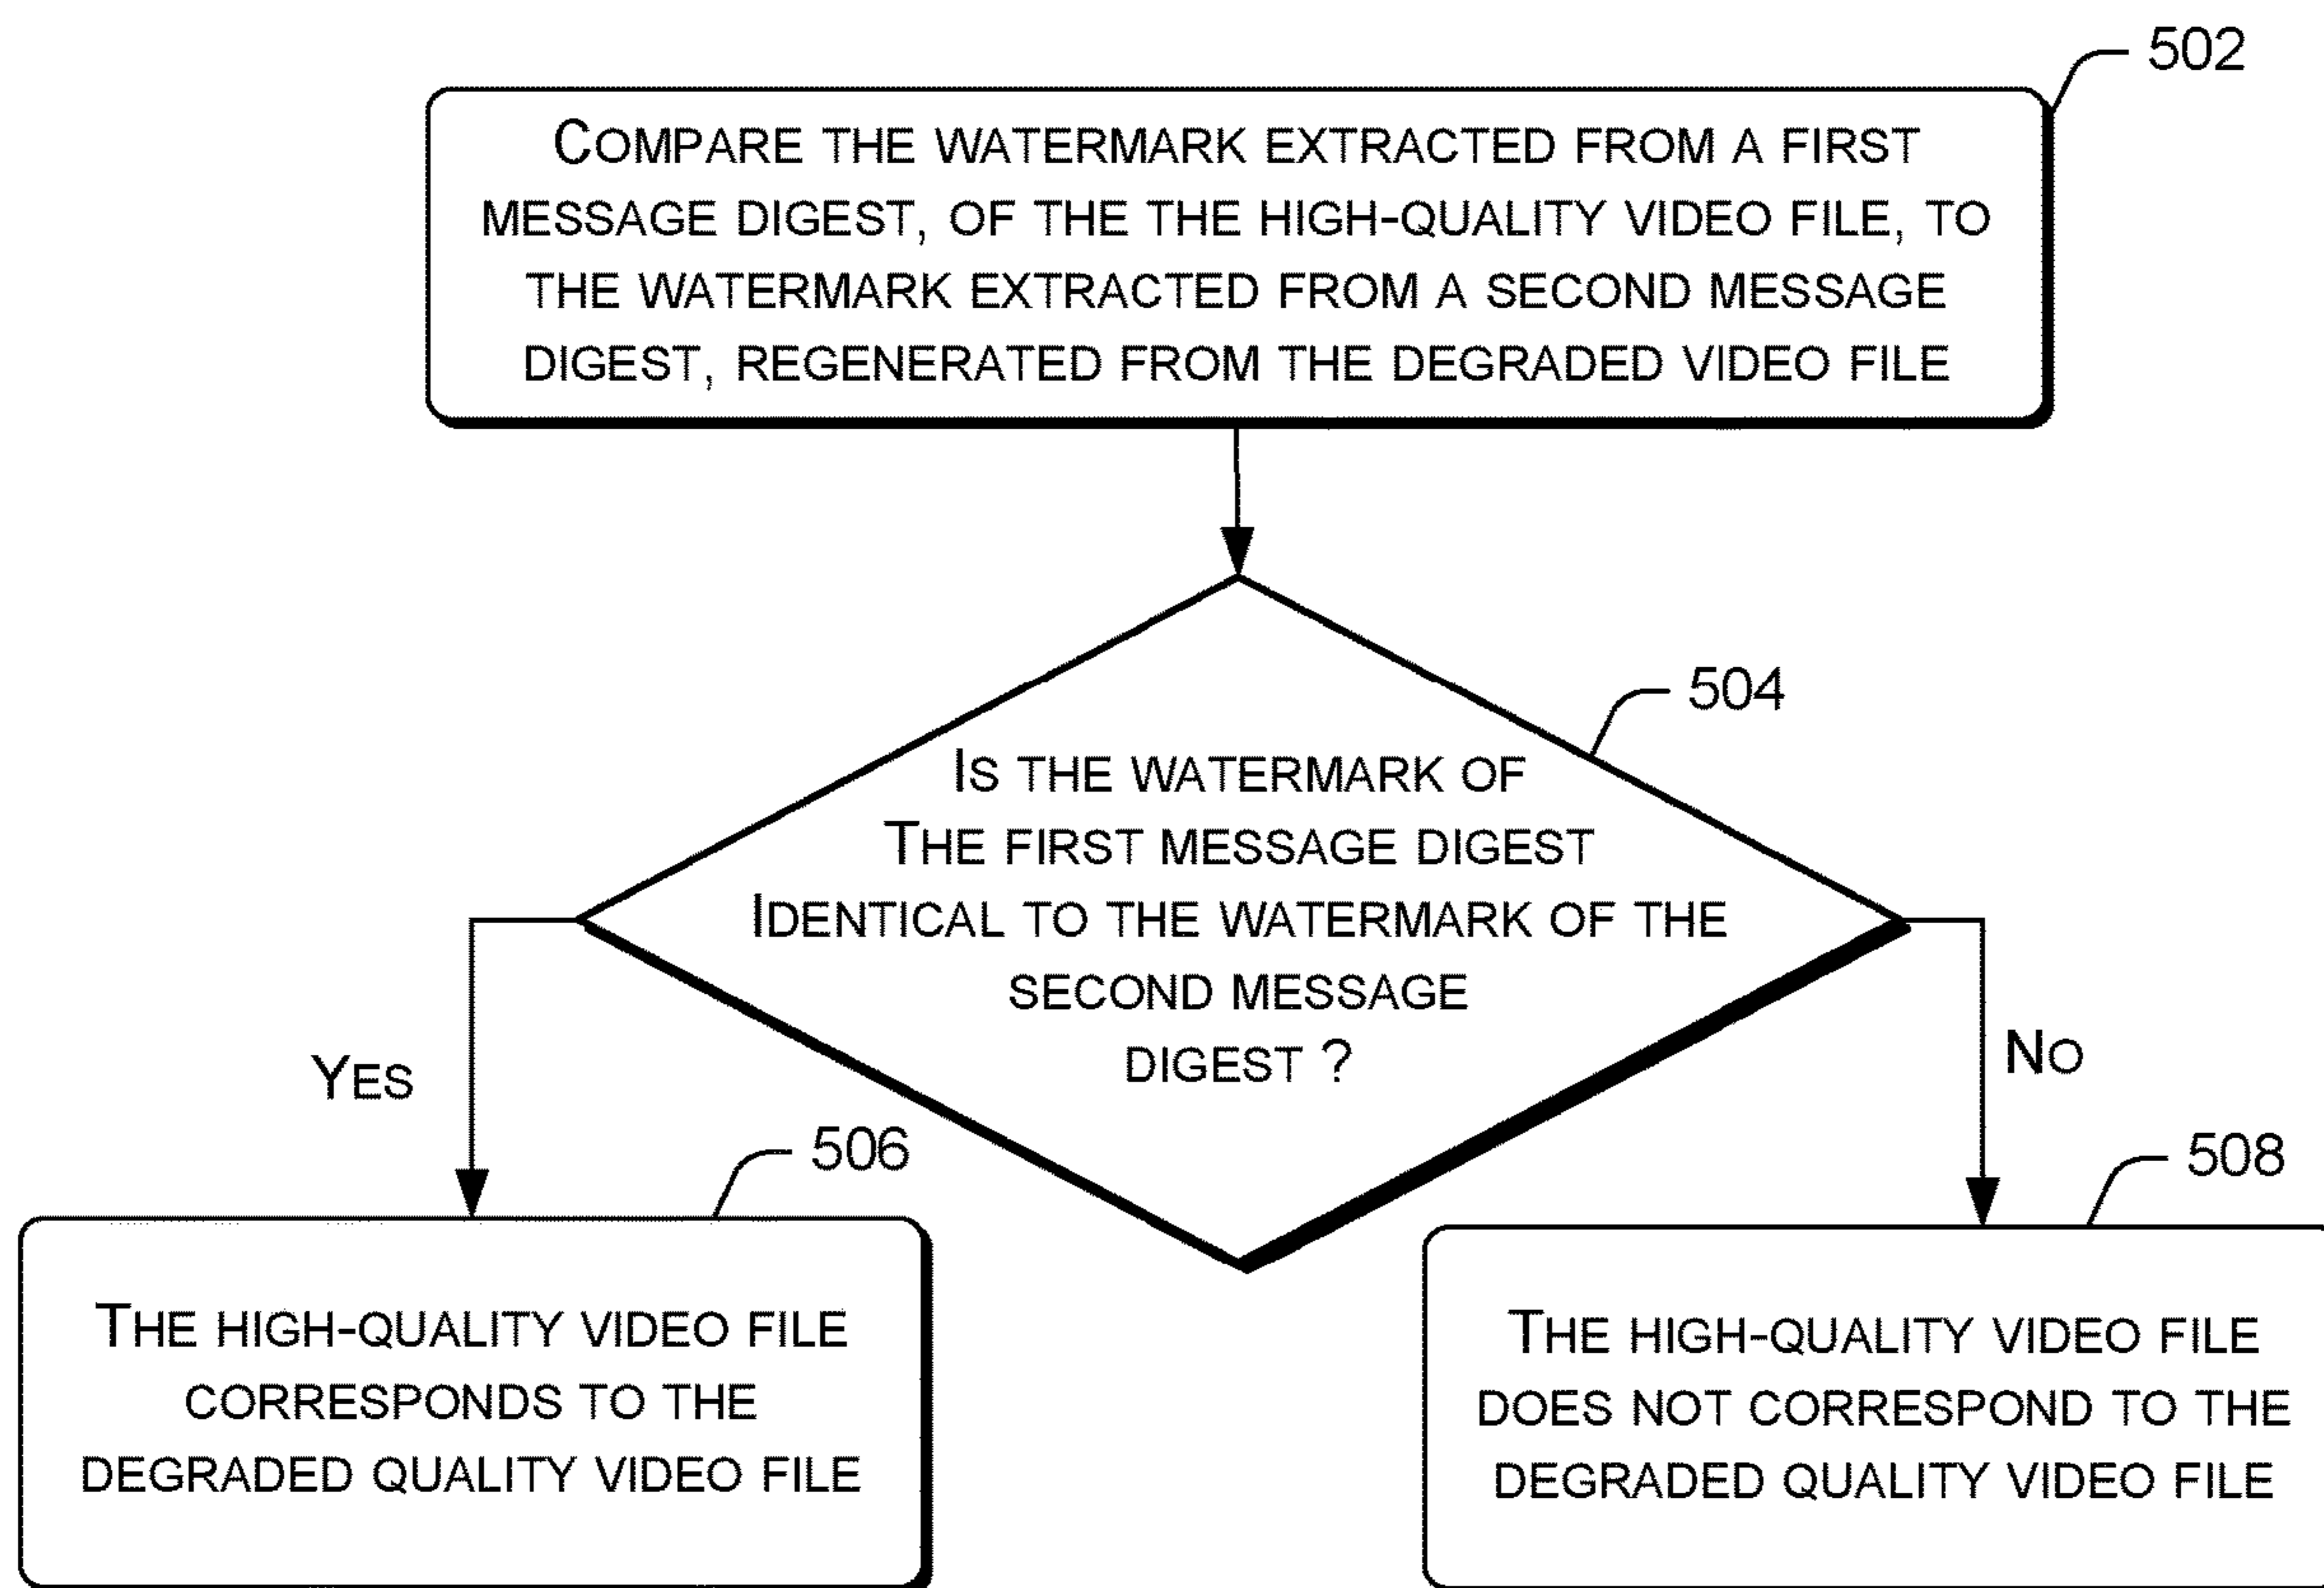 502
COMPARE THE WATERMARK EXTRACTED FROM A FIRST
MESSAGE DIGEST, OF THE THE HIGH-QUALITY VIDEO FILE, TO
THE WATERMARK EXTRACTED FROM A SECOND MESSAGE
DIGEST, REGENERATED FROM THE DEGRADED VIDEO FILE
504
IS THE WATERMARK OF
THE FIRST MESSAGE DIGEST
IDENTICAL TO THE WATERMARK OF THE
SECOND MESSAGE
DIGEST ?
YES
NO
506
THE HIGH-QUALITY VIDEO FILE
CORRESPONDS TO THE
DEGRADED QUALITY VIDEO FILE
508
THE HIGH-QUALITY VIDEO FILE
DOES NOT CORRESPOND TO THE
DEGRADED QUALITY VIDEO FILE